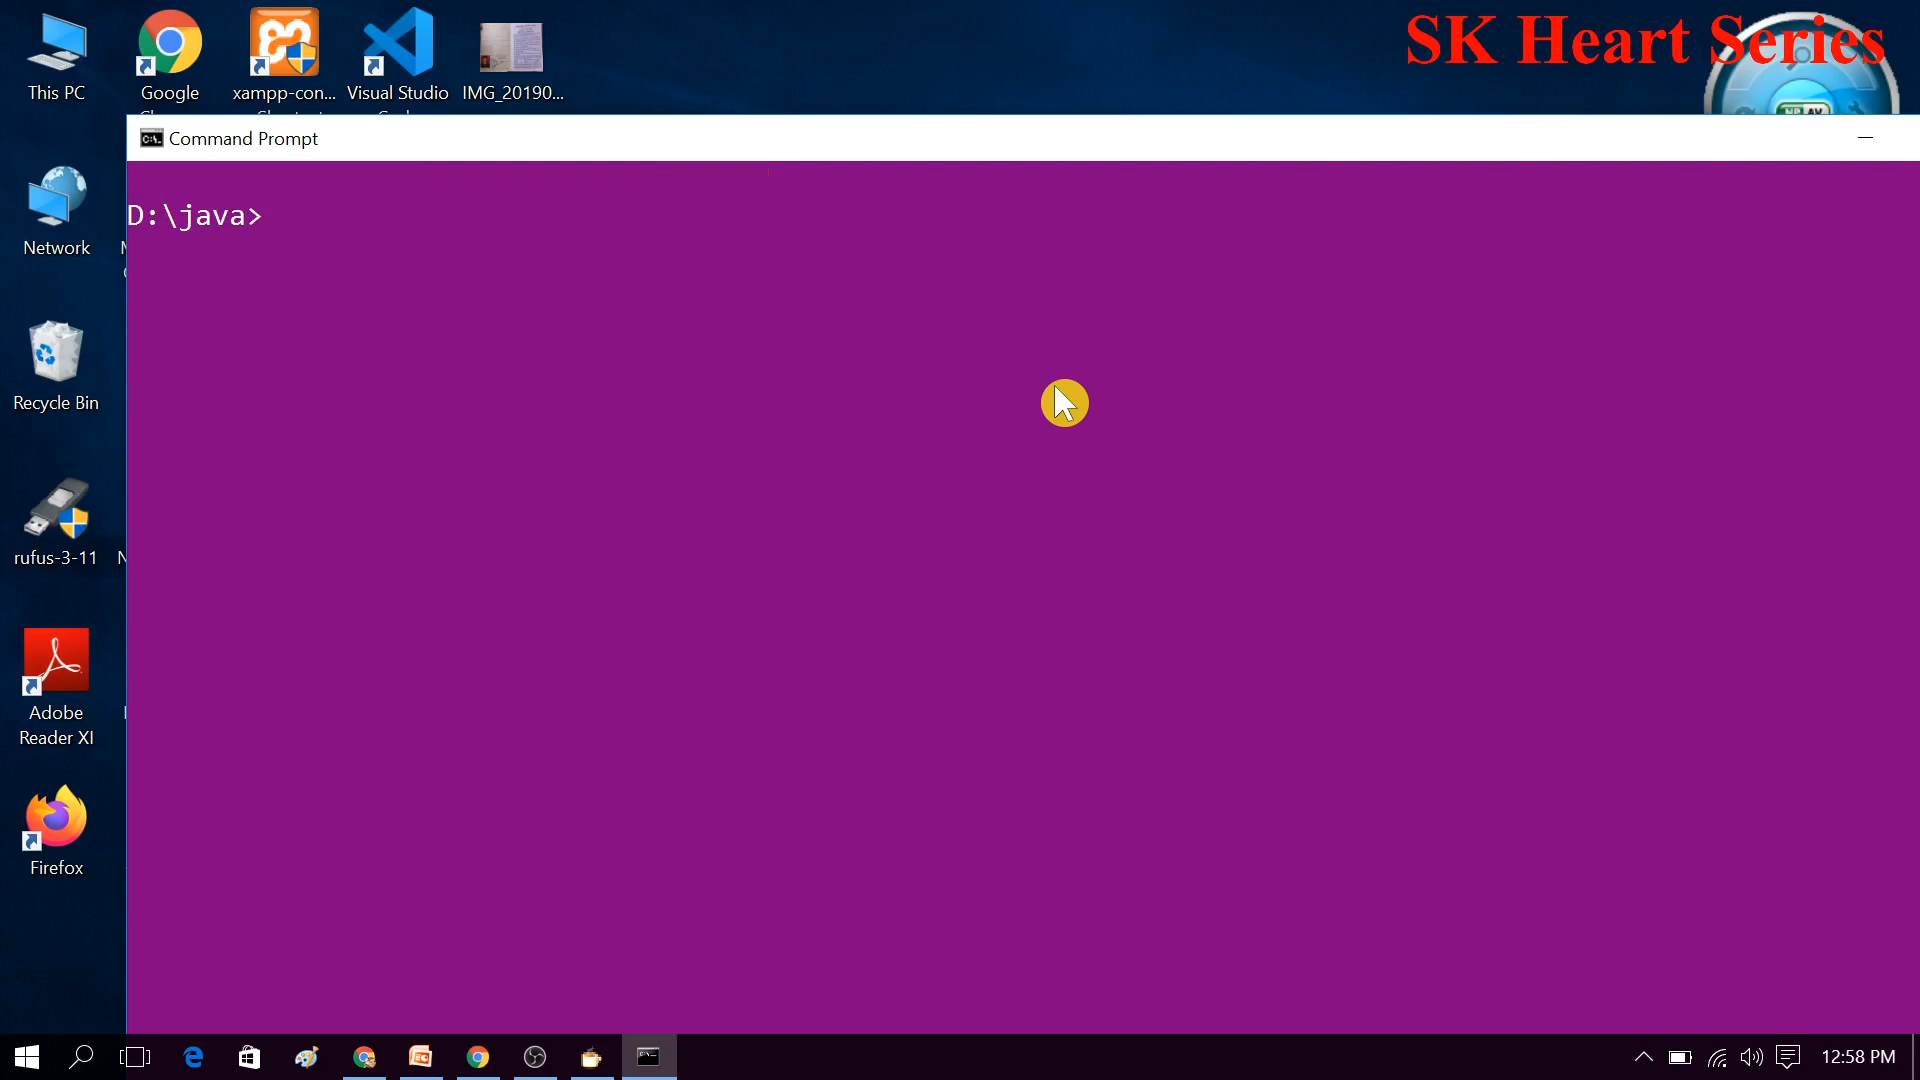 SK Heart Series
This PC
Google
xampp-con...
Visual Studio
IMG_20190...
Command Prompt
D:\java>
Network
Recycle Bin
rufus-3-11
Adobe
Reader XI
Firefox
12:58 PM